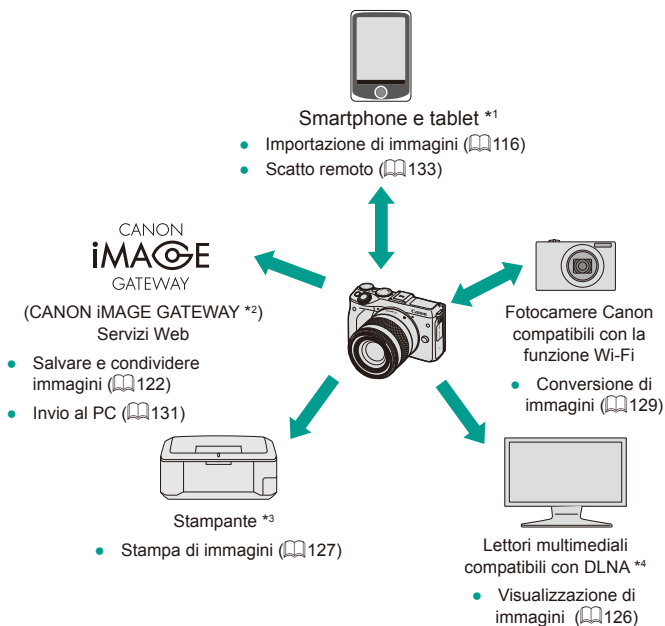 Smartphone e tablet *1
● Importazione di immagini (116)
● Scatto remoto (133)
CANON
iMAGE
GATEWAY
(CANON iMAGE GATEWAY *2)
Servizi Web
● Salvare e condividere
immagini (122)
● Invio al PC (131)
Canon
Fotocamere Canon
compatibili con la
funzione Wi-Fi
● Conversione di
immagini (129)
Stampante *3
● Stampa di immagini (127)
Lettori multimediali
compatibili con DLNA *4
● Visualizzazione di
immagini (126)